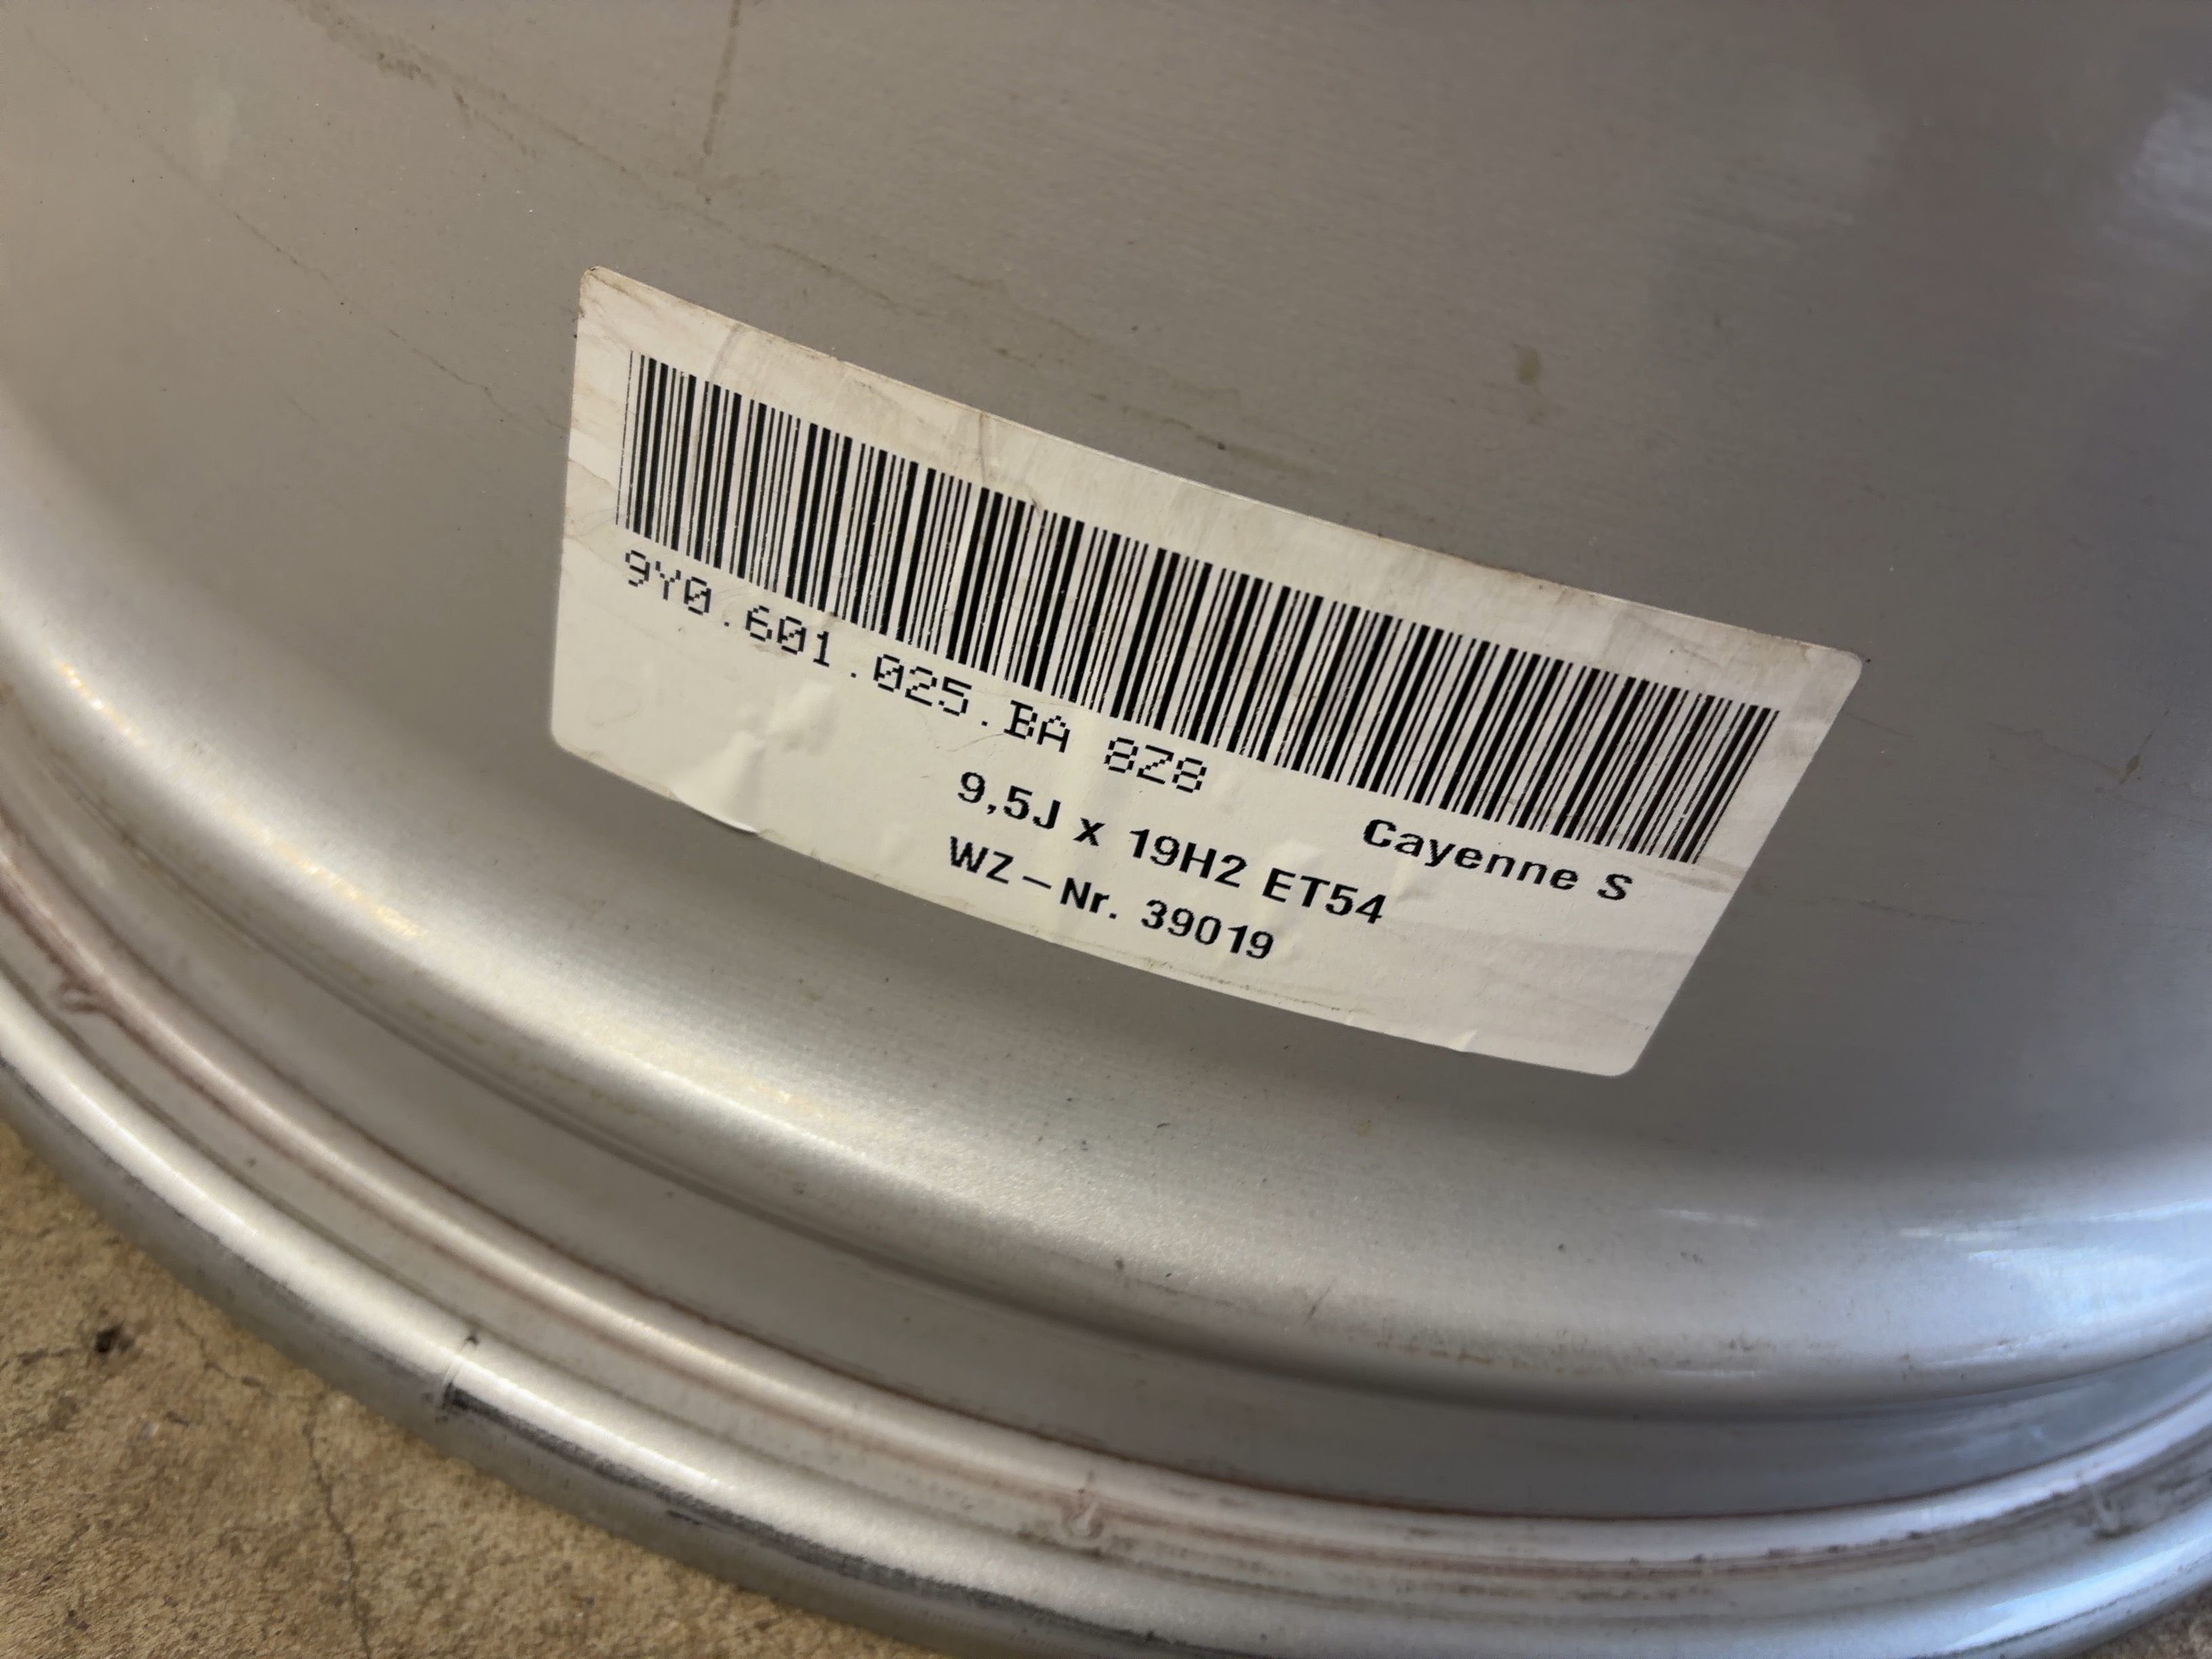 9Y0.601.025.BA 8Z8
Cayenne S
9,5J x 19H2 ET54
WZ-Nr. 39019